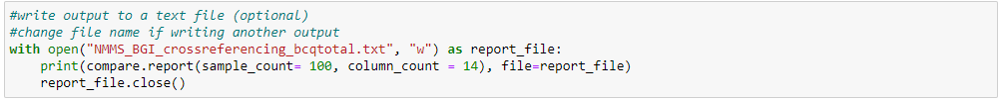 #write output to a text file (optional)
#change file name if writing another output
with open("NMMS_BGI_crossreferencing_bcqtotal.txt", "w") as report_file:
    print(compare.report(sample_count= 100, column_count = 14), file=report_file)
    report_file.close()